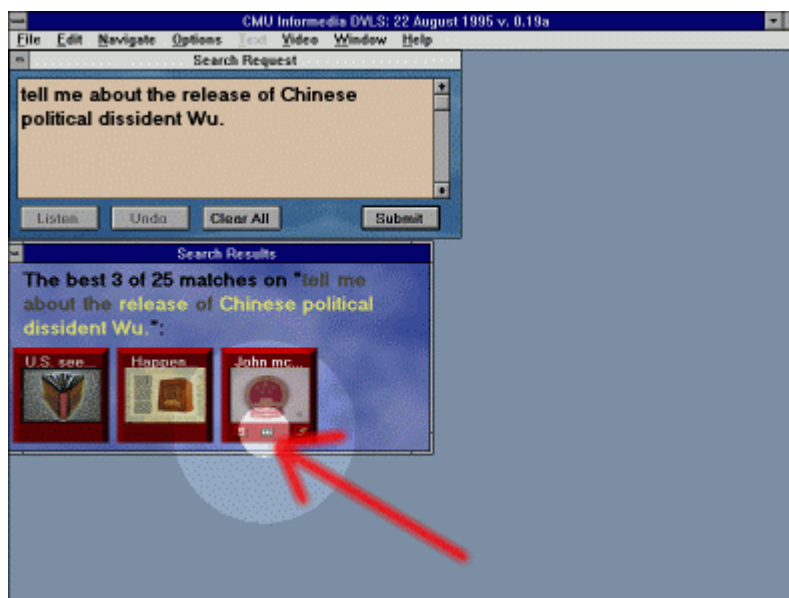 CMU Informedia DVLS: 22 August 1995 v. 0.19a
File Edit Navigate Options Text Video Window Help
Search Request
tell me about the release of Chinese
political dissident Wu.
Listen Undo Clear All Submit
Search Results
The best 3 of 25 matches on "tell me
about the release of Chinese political
dissident Wu.":
U.S. see... Happen... John mc...